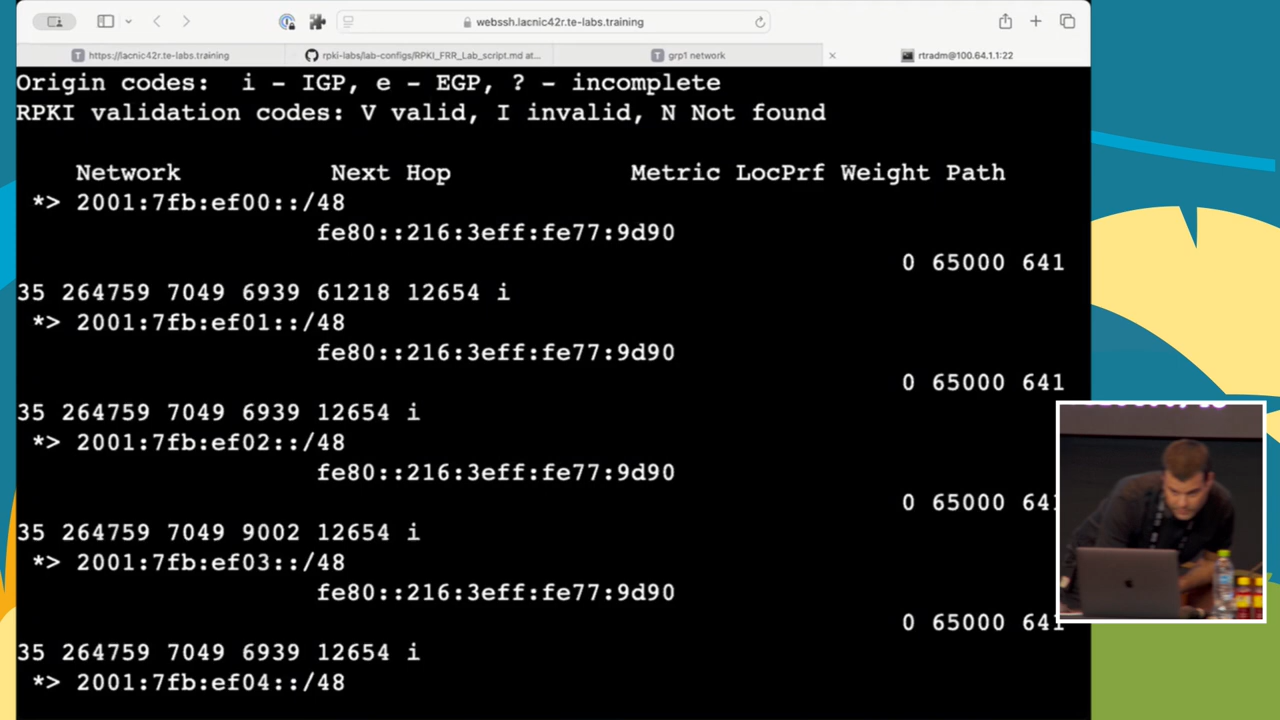 webssh.lacnic42r.te-labs.training
https://lacnic42r.te-labs.training
rpki-labs/lab-configs/RPKI_FRR_Lab_script.md at...
grp1 network
rtradm@100.64.1.1:22
Origin codes:  i - IGP, e - EGP, ? - incomplete
RPKI validation codes: V valid, I invalid, N Not found
Network Next Hop Metric LocPrf Weight Path
*> 2001:7fb:ef00::/48
fe80::216:3eff:fe77:9d90
0 65000 641
35 264759 7049 6939 61218 12654 i
*> 2001:7fb:ef01::/48
fe80::216:3eff:fe77:9d90
0 65000 641
35 264759 7049 6939 12654 i
*> 2001:7fb:ef02::/48
fe80::216:3eff:fe77:9d90
0 65000 641
35 264759 7049 9002 12654 i
*> 2001:7fb:ef03::/48
fe80::216:3eff:fe77:9d90
0 65000 641
35 264759 7049 6939 12654 i
*> 2001:7fb:ef04::/48